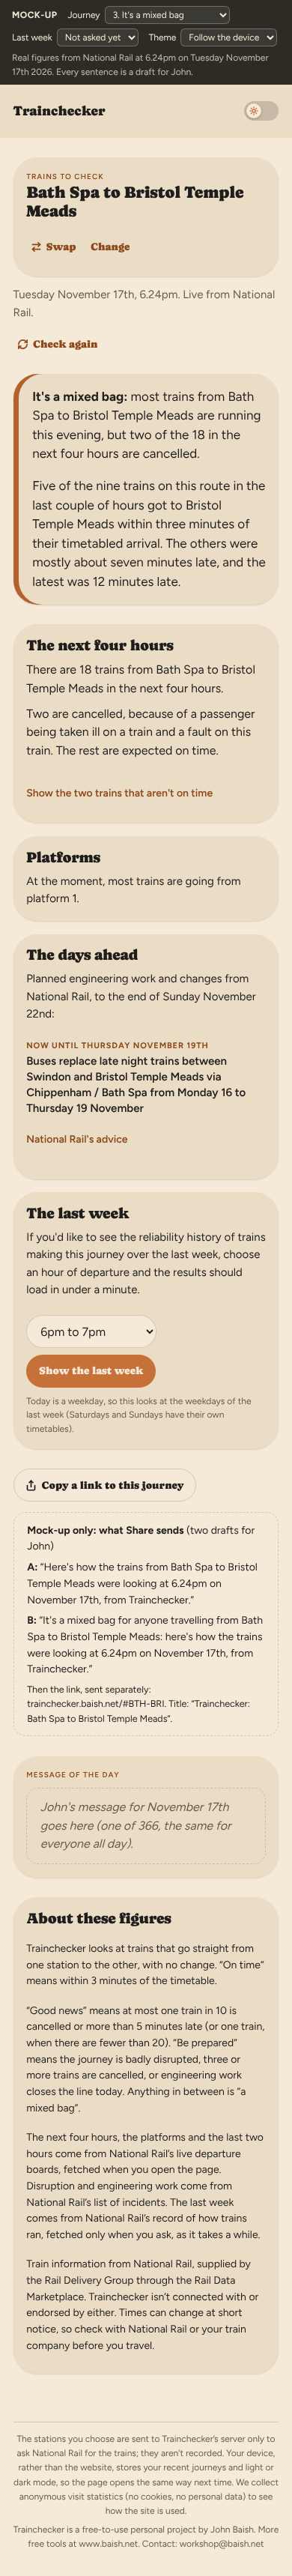 MOCK-UP Journey 3. It's a mixed bag
Last week Not asked yet Theme Follow the device
Real figures from National Rail at 6.24pm on Tuesday November
17th 2026. Every sentence is a draft for John.
Trainchecker
TRAINS TO CHECK
Bath Spa to Bristol Temple
Meads
Swap Change
Tuesday November 17th, 6.24pm. Live from National
Rail.
Check again
It's a mixed bag: most trains from Bath
Spa to Bristol Temple Meads are running
this evening, but two of the 18 in the
next four hours are cancelled.
Five of the nine trains on this route in the
last couple of hours got to Bristol
Temple Meads within three minutes of
their timetabled arrival. The others were
mostly about seven minutes late, and the
latest was 12 minutes late.
The next four hours
There are 18 trains from Bath Spa to Bristol
Temple Meads in the next four hours.
Two are cancelled, because of a passenger
being taken ill on a train and a fault on this
train. The rest are expected on time.
Show the two trains that aren't on time
Platforms
At the moment, most trains are going from
platform 1.
The days ahead
Planned engineering work and changes from
National Rail, to the end of Sunday November
22nd:
NOW UNTIL THURSDAY NOVEMBER 19TH
Buses replace late night trains between
Swindon and Bristol Temple Meads via
Chippenham / Bath Spa from Monday 16 to
Thursday 19 November
National Rail's advice
The last week
If you'd like to see the reliability history of trains
making this journey over the last week, choose
an hour of departure and the results should
load in under a minute.
6pm to 7pm
Show the last week
Today is a weekday, so this looks at the weekdays of the
last week (Saturdays and Sundays have their own
timetables).
Copy a link to this journey
Mock-up only: what Share sends (two drafts for
John)
A: "Here's how the trains from Bath Spa to Bristol
Temple Meads were looking at 6.24pm on
November 17th, from Trainchecker."
B: "It's a mixed bag for anyone travelling from Bath
Spa to Bristol Temple Meads: here's how the trains
were looking at 6.24pm on November 17th, from
Trainchecker."
Then the link, sent separately:
trainchecker.baish.net/#BTH-BRI. Title: "Trainchecker:
Bath Spa to Bristol Temple Meads".
MESSAGE OF THE DAY
John's message for November 17th
goes here (one of 366, the same for
everyone all day).
About these figures
Trainchecker looks at trains that go straight from
one station to the other, with no change. "On time"
means within 3 minutes of the timetable.
"Good news" means at most one train in 10 is
cancelled or more than 5 minutes late (or one train,
when there are fewer than 20). "Be prepared"
means the journey is badly disrupted, three or
more trains are cancelled, or engineering work
closes the line today. Anything in between is "a
mixed bag".
The next four hours, the platforms and the last two
hours come from National Rail's live departure
boards, fetched when you open the page.
Disruption and engineering work come from
National Rail's list of incidents. The last week
comes from National Rail's record of how trains
ran, fetched only when you ask, as it takes a while.
Train information from National Rail, supplied by
the Rail Delivery Group through the Rail Data
Marketplace. Trainchecker isn't connected with or
endorsed by either. Times can change at short
notice, so check with National Rail or your train
company before you travel.
The stations you choose are sent to Trainchecker's server only to
ask National Rail for the trains; they aren't recorded. Your device,
rather than the website, stores your recent journeys and light or
dark mode, so the page opens the same way next time. We collect
anonymous visit statistics (no cookies, no personal data) to see
how the site is used.
Trainchecker is a free-to-use personal project by John Baish. More
free tools at www.baish.net. Contact: workshop@baish.net